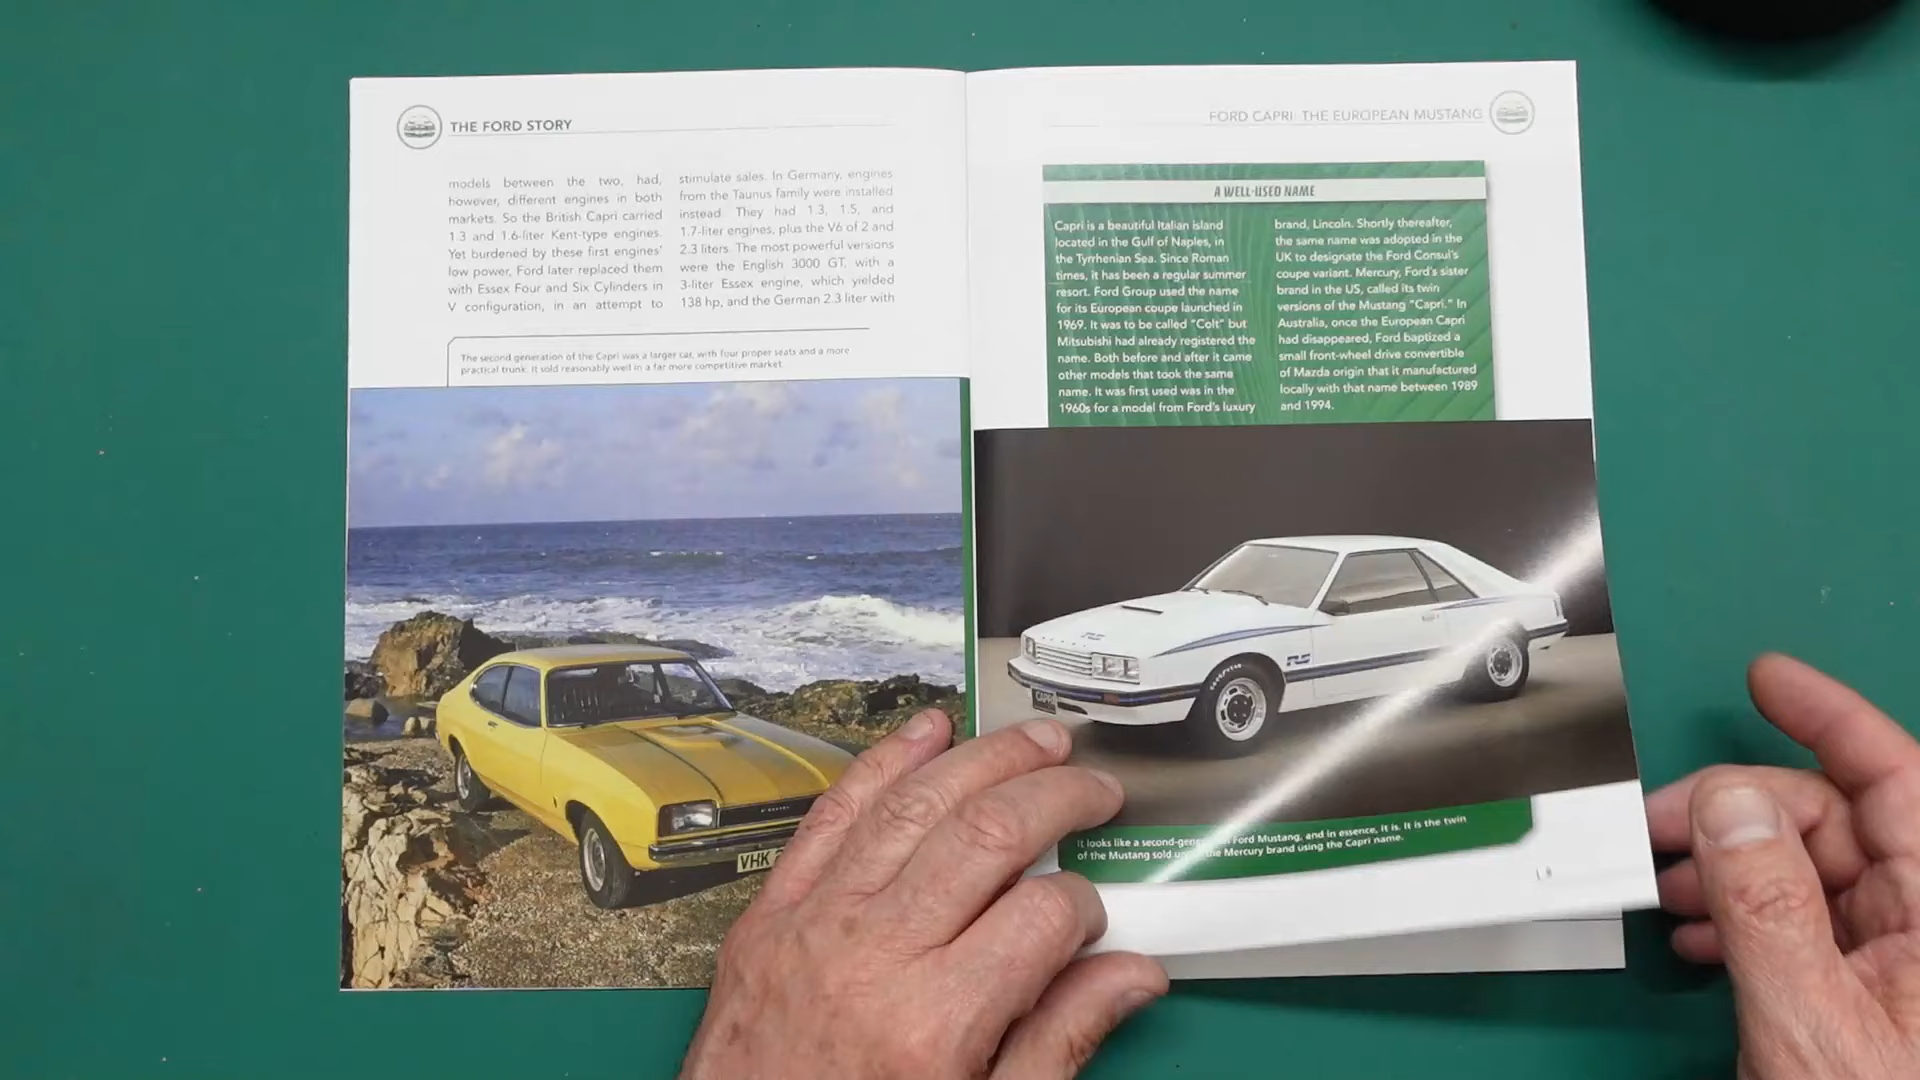 THE FORD STORY
models between the two, had,
however, different engines in both
markets. So the British Capri carried
1.3 and 1.6-liter Kent-type engines.
Yet burdened by these first engines'
low power, Ford later replaced them
with Essex Four and Six Cylinders in
V configuration, in an attempt to
stimulate sales. In Germany, engines
from the Taunus family were installed
instead. They had 1.3, 1.5, and
1.7-liter engines, plus the V6 of 2 and
2.3 liters. The most powerful versions
were the English 3000 GT, with a
3-liter Essex engine, which yielded
138 hp, and the German 2.3 liter with
The second generation of the Capri was a larger car, with four proper seats and a more
practical trunk. It sold reasonably well in a far more competitive market.
FORD
VHK
FORD CAPRI: THE EUROPEAN MUSTANG
A WELL-USED NAME
Capri is a beautiful Italian island
located in the Gulf of Naples, in
the Tyrrhenian Sea. Since Roman
times, it has been a regular summer
resort. Ford Group used the name
for its European coupe launched in
1969. It was to be called "Colt" but
Mitsubishi had already registered the
name. Both before and after it came
other models that took the same
name. It was first used was in the
1960s for a model from Ford's luxury
brand, Lincoln. Shortly thereafter,
the same name was adopted in the
UK to designate the Ford Consul's
coupe variant. Mercury, Ford's sister
brand in the US, called its twin
versions of the Mustang "Capri." In
Australia, once the European Capri
had disappeared, Ford baptized a
small front-wheel drive convertible
of Mazda origin that it manufactured
locally with that name between 1989
and 1994.
RS
RS
CAPRI
It looks like a Ford Mustang, and in essence, it is. It is the twin
of the Mustang sold the Mercury brand using the Capri name.